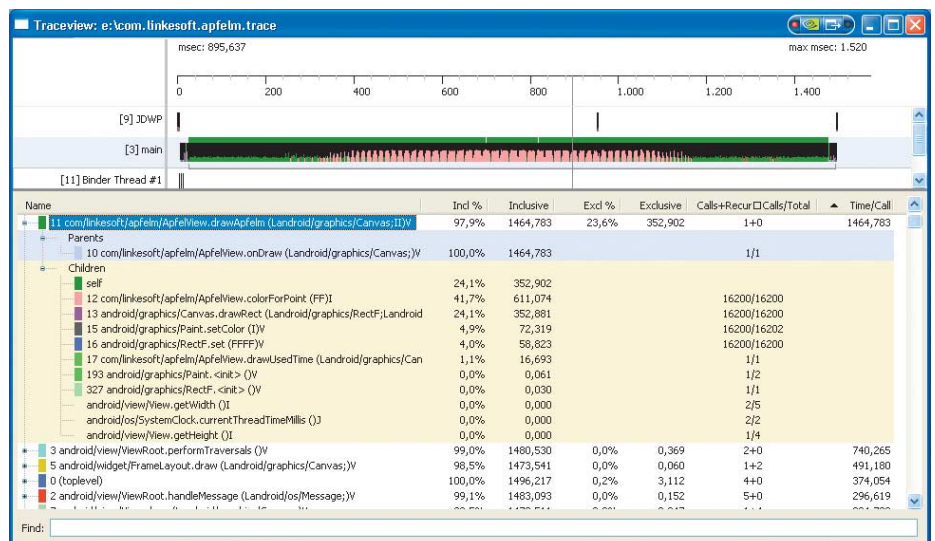 Traceview: e:\com.linkesoft.apfelm.trace
msec: 895,637 max msec: 1.520
0 200 400 600 800 1.000 1.200 1.400
[9] JDWP
[3] main
[11] Binder Thread #1
Name Incl % Inclusive Excl % Exclusive Calls+Recur□Calls/Total Time/Call
11 com/linkesoft/apfelm/ApfelView.drawApfelm (Landroid/graphics/Canvas;II)V 97,9% 1464,783 23,6% 352,902 1+0 1464,783
Parents
10 com/linkesoft/apfelm/ApfelView.onDraw (Landroid/graphics/Canvas;)V 100,0% 1464,783 1/1
Children
self 24,1% 352,902
12 com/linkesoft/apfelm/ApfelView.colorForPoint (FF)I 41,7% 611,074 16200/16200
13 android/graphics/Canvas.drawRect (Landroid/graphics/RectF;Landroid 24,1% 352,881 16200/16200
15 android/graphics/Paint.setColor (I)V 4,9% 72,319 16200/16202
16 android/graphics/RectF.set (FFFF)V 4,0% 58,823 16200/16200
17 com/linkesoft/apfelm/ApfelView.drawUsedTime (Landroid/graphics/Can 1,1% 16,693 1/1
193 android/graphics/Paint.<init> ()V 0,0% 0,061 1/2
327 android/graphics/RectF.<init> ()V 0,0% 0,030 1/1
android/view/View.getWidth ()I 0,0% 0,000 2/5
android/os/SystemClock.currentThreadTimeMillis ()J 0,0% 0,000 2/2
android/view/View.getHeight ()I 0,0% 0,000 1/4
3 android/view/ViewRoot.performTraversals ()V 99,0% 1480,530 0,0% 0,369 2+0 740,265
5 android/widget/FrameLayout.draw (Landroid/graphics/Canvas;)V 98,5% 1473,541 0,0% 0,060 1+2 491,180
0 (toplevel) 100,0% 1496,217 0,2% 3,112 4+0 374,054
2 android/view/ViewRoot.handleMessage (Landroid/os/Message;)V 99,1% 1483,093 0,0% 0,152 5+0 296,619
Find: